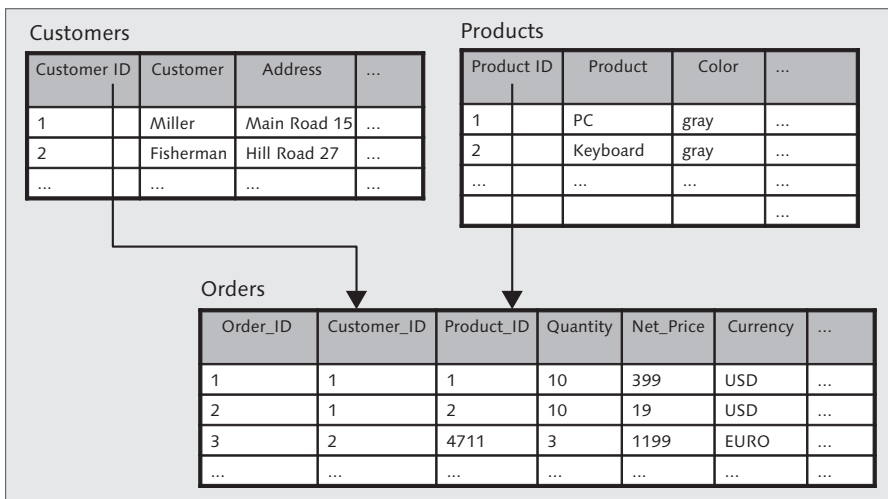 Customers
Customer ID Customer Address ...
1 Miller Main Road 15 ...
2 Fisherman Hill Road 27 ...
... ... ... ...
Products
Product ID Product Color ...
1 PC gray ...
2 Keyboard gray ...
... ... ... ...
...
Orders
Order_ID Customer_ID Product_ID Quantity Net_Price Currency ...
1 1 1 10 399 USD ...
2 1 2 10 19 USD ...
3 2 4711 3 1199 EURO ...
... ... ... ... ... ... ...